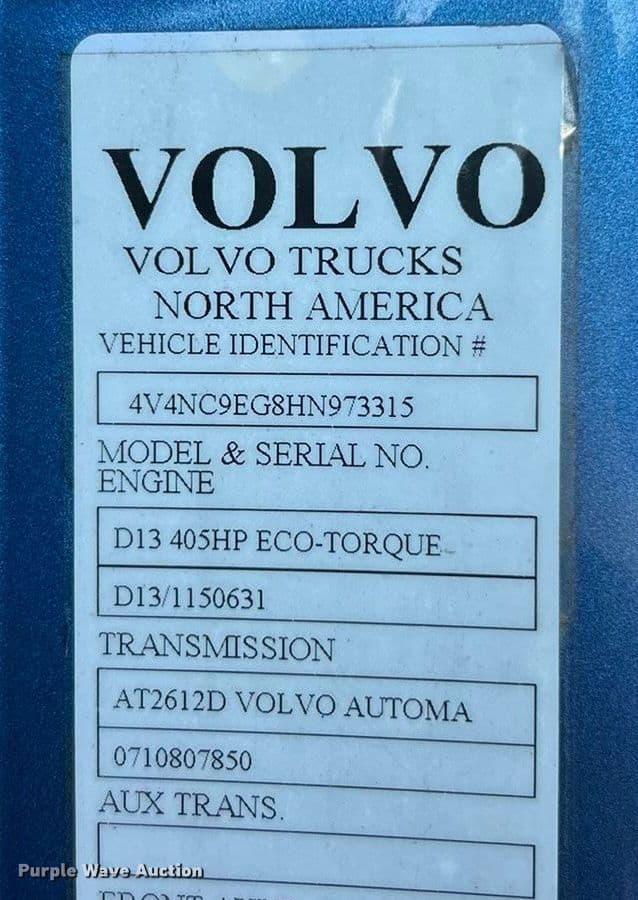 VOLVO
VOLVO TRUCKS
NORTH AMERICA
VEHICLE IDENTIFICATION #
4V4NC9EG8HN973315
MODEL & SERIAL NO.
ENGINE
D13 405HP ECO-TORQUE
D13/1150631
TRANSMISSION
AT2612D VOLVO AUTOMA
0710807850
AUX TRANS.
Purple Wave Auction